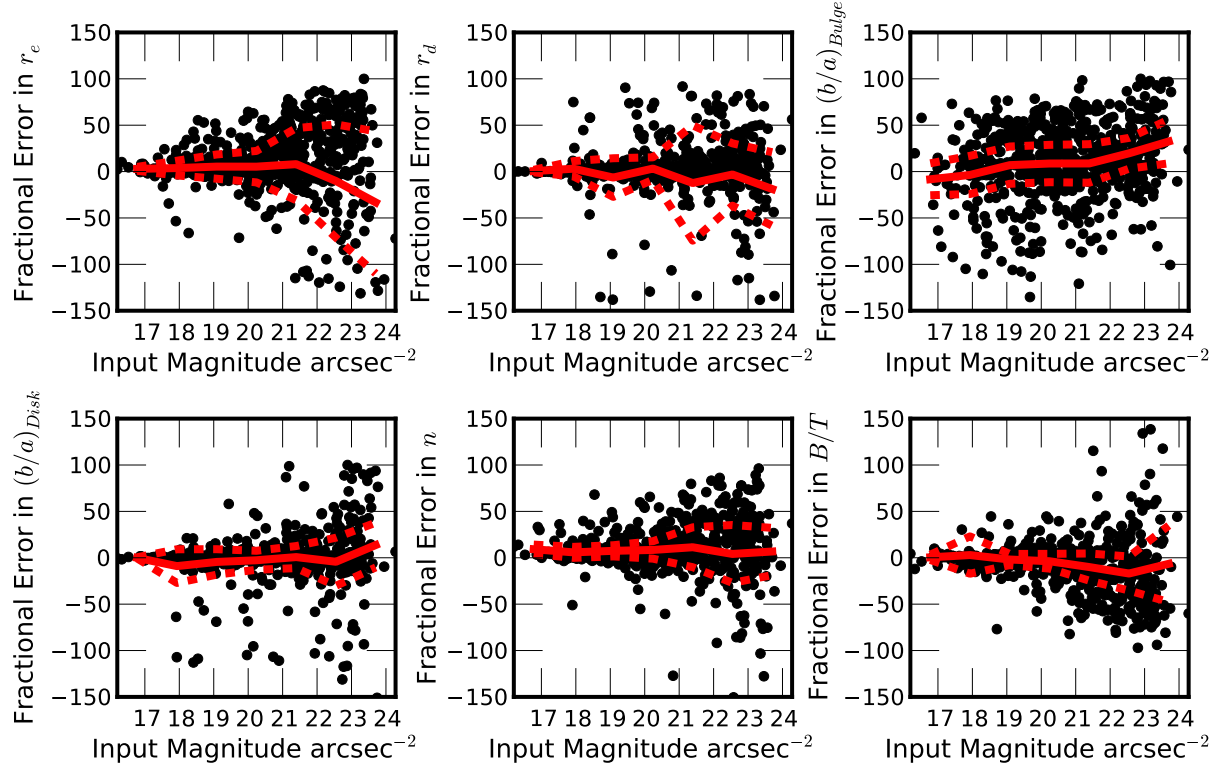 150
100
50
0
−50
−100
−150
Fractional Error in r_e
17 18 19 20 21 22 23 24
Input Magnitude arcsec⁻²
150
100
50
0
−50
−100
−150
Fractional Error in r_d
17 18 19 20 21 22 23 24
Input Magnitude arcsec⁻²
150
100
50
0
−50
−100
−150
Fractional Error in (b/a)_Bulge
17 18 19 20 21 22 23 24
Input Magnitude arcsec⁻²
150
100
50
0
−50
−100
−150
Fractional Error in (b/a)_Disk
17 18 19 20 21 22 23 24
Input Magnitude arcsec⁻²
150
100
50
0
−50
−100
−150
Fractional Error in n
17 18 19 20 21 22 23 24
Input Magnitude arcsec⁻²
150
100
50
0
−50
−100
−150
Fractional Error in B/T
17 18 19 20 21 22 23 24
Input Magnitude arcsec⁻²